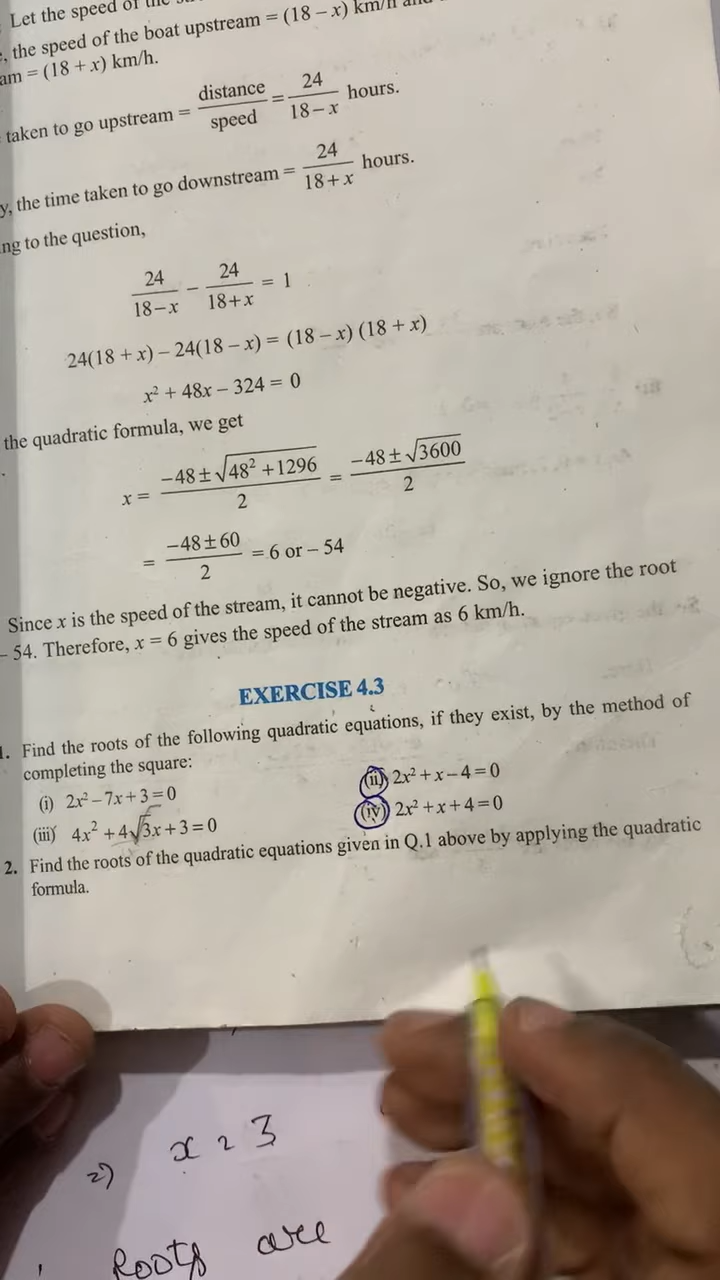 Let the speed of the
, the speed of the boat upstream = (18 – x) km/h and
am = (18 + x) km/h.
taken to go upstream = distance/speed = 24/(18 – x) hours.
y, the time taken to go downstream = 24/(18 + x) hours.
ng to the question,
24/(18–x) – 24/(18+x) = 1
24(18 + x) – 24(18 – x) = (18 – x) (18 + x)
x² + 48x – 324 = 0
the quadratic formula, we get
x = (–48 ± √(48² + 1296))/2 = (–48 ± √3600)/2
= (–48 ± 60)/2 = 6 or – 54
Since x is the speed of the stream, it cannot be negative. So, we ignore the root
– 54. Therefore, x = 6 gives the speed of the stream as 6 km/h.
EXERCISE 4.3
1. Find the roots of the following quadratic equations, if they exist, by the method of
completing the square:
(i) 2x² – 7x + 3 = 0 (ii) 2x² + x – 4 = 0
(iii) 4x² + 4√3x + 3 = 0 (iv) 2x² + x + 4 = 0
2. Find the roots of the quadratic equations given in Q.1 above by applying the quadratic
formula.
2) x = 3
Roots are